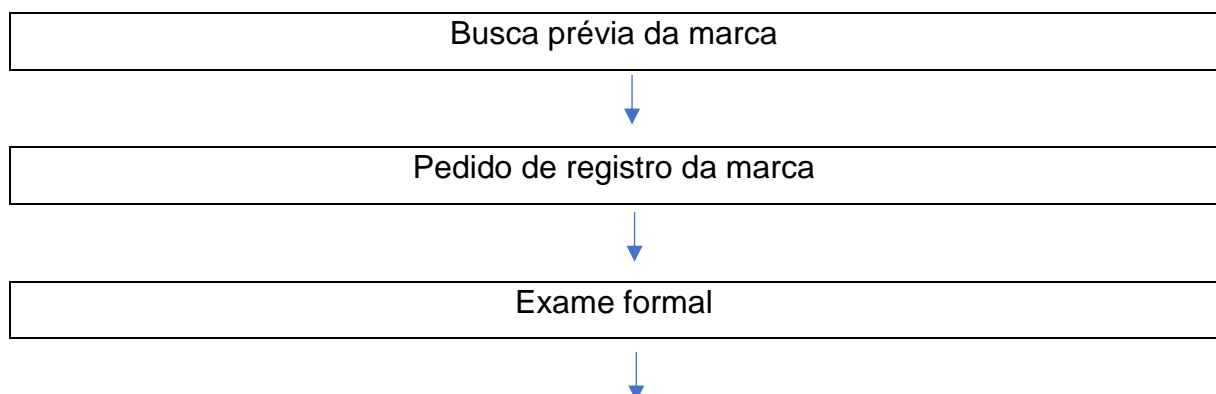 Busca prévia da marca
Pedido de registro da marca
Exame formal